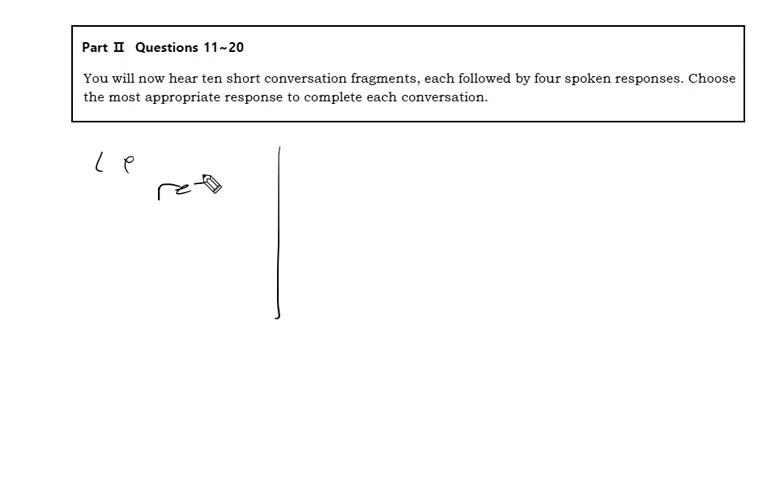 Part Ⅱ Questions 11~20
You will now hear ten short conversation fragments, each followed by four spoken responses. Choose
the most appropriate response to complete each conversation.